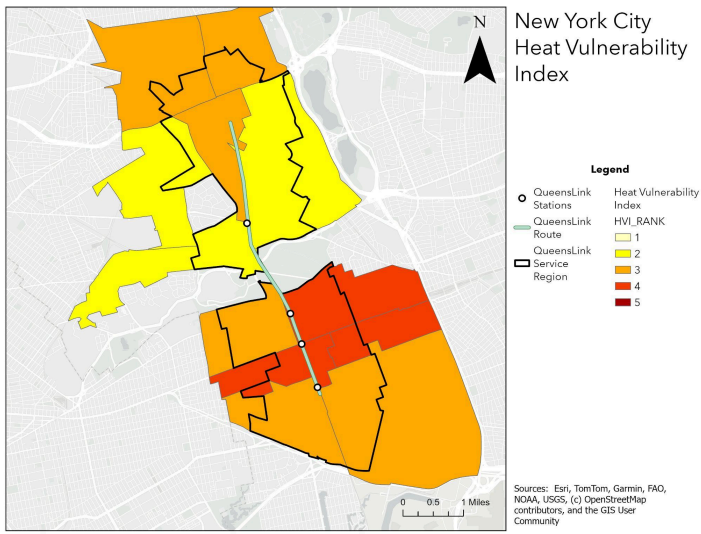 New York City
Heat Vulnerability
Index
N
Legend
QueensLink
Stations
QueensLink
Route
QueensLink
Service
Region
Heat Vulnerability
Index
HVI_RANK
1
2
3
4
5
0 0.5 1 Miles
Sources: Esri, TomTom, Garmin, FAO,
NOAA, USGS, (c) OpenStreetMap
contributors, and the GIS User
Community